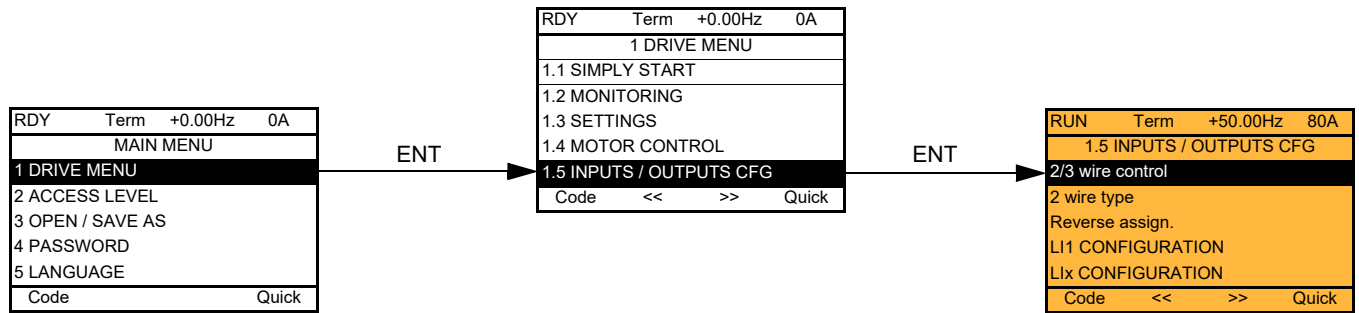 RDY Term +0.00Hz 0A
MAIN MENU
1 DRIVE MENU
2 ACCESS LEVEL
3 OPEN / SAVE AS
4 PASSWORD
5 LANGUAGE
Code Quick
ENT
RDY Term +0.00Hz 0A
1 DRIVE MENU
1.1 SIMPLY START
1.2 MONITORING
1.3 SETTINGS
1.4 MOTOR CONTROL
1.5 INPUTS / OUTPUTS CFG
Code << >> Quick
ENT
RUN Term +50.00Hz 80A
1.5 INPUTS / OUTPUTS CFG
2/3 wire control
2 wire type
Reverse assign.
LI1 CONFIGURATION
LIx CONFIGURATION
Code << >> Quick